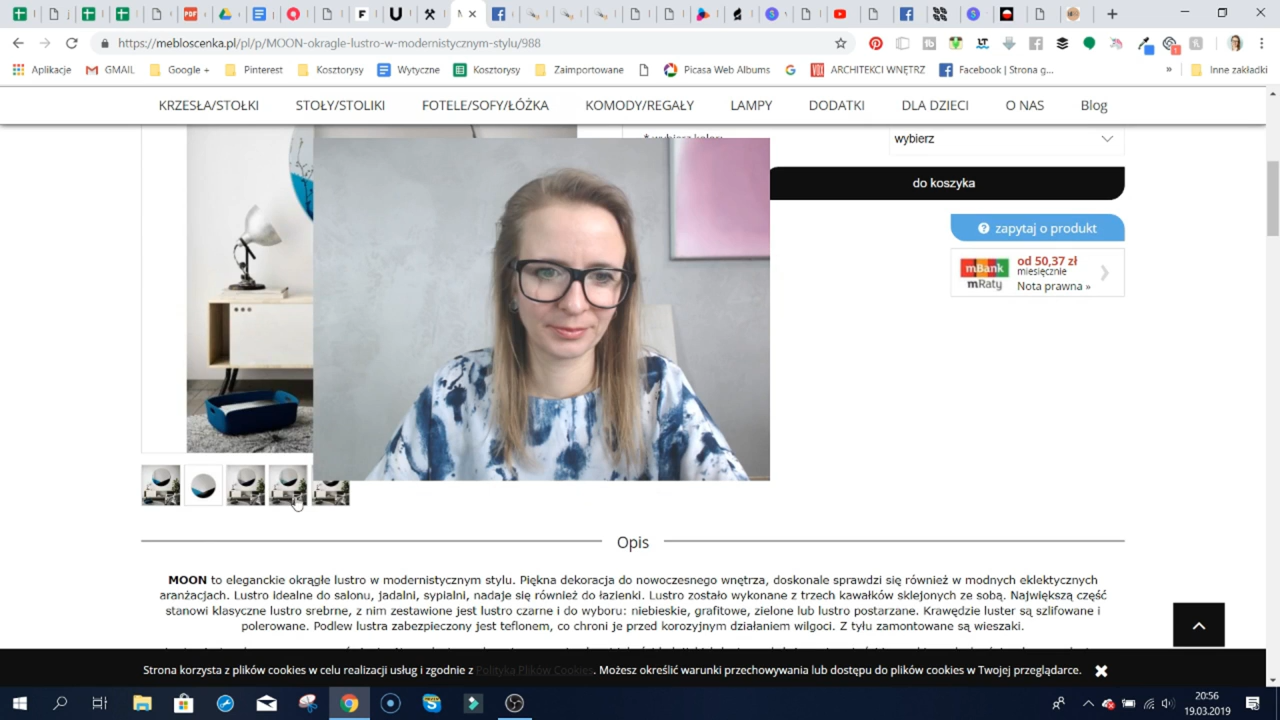 https://mebloscenka.pl/pl/p/MOON-okragle-lustro-w-modernistycznym-stylu/988
Aplikacje GMAIL Google + Pinterest Kosztorysy Wytyczne Kosztorysy Zaimportowane Picasa Web Albums ARCHITEKCI WNĘTRZ Facebook | Strona g... » Inne zakładki
KRZESŁA/STOŁKI STOŁY/STOLIKI FOTELE/SOFY/ŁÓŻKA KOMODY/REGAŁY LAMPY DODATKI DLA DZIECI O NAS Blog
wybierz
do koszyka
zapytaj o produkt
mBank mRaty
od 50,37 zł
miesięcznie
Nota prawna »
Opis
MOON to eleganckie okrągłe lustro w modernistycznym stylu. Piękna dekoracja do nowoczesnego wnętrza, doskonale sprawdzi się również w modnych eklektycznych
aranżacjach. Lustro idealne do salonu, jadalni, sypialni, nadaje się również do łazienki. Lustro zostało wykonane z trzech kawałków sklejonych ze sobą. Największą część
stanowi klasyczne lustro srebrne, z nim zestawione jest lustro czarne i do wyboru: niebieskie, grafitowe, zielone lub lustro postarzane. Krawędzie luster są szlifowane i
polerowane. Podlew lustra zabezpieczony jest teflonem, co chroni je przed korozyjnym działaniem wilgoci. Z tyłu zamontowane są wieszaki.
Strona korzysta z plików cookies w celu realizacji usług i zgodnie z Polityką Plików Cookies. Możesz określić warunki przechowywania lub dostępu do plików cookies w Twojej przeglądarce.
20:56
19.03.2019